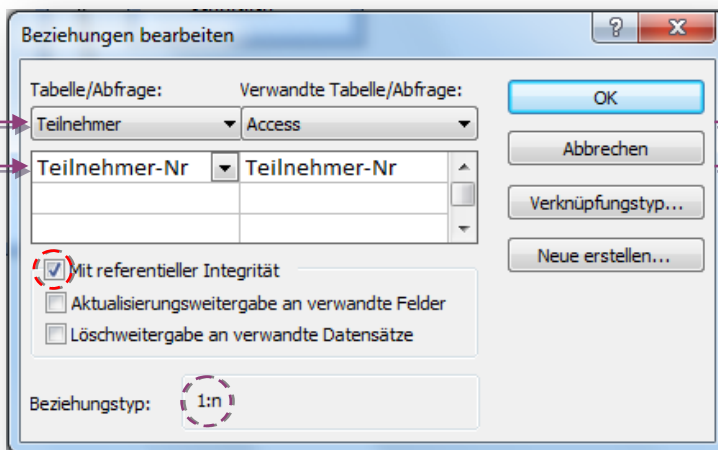 Beziehungen bearbeiten
Tabelle/Abfrage: Verwandte Tabelle/Abfrage:
Teilnehmer Access
Teilnehmer-Nr Teilnehmer-Nr
Mit referentieller Integrität
Aktualisierungsweitergabe an verwandte Felder
Löschweitergabe an verwandte Datensätze
Beziehungstyp: 1:n
OK
Abbrechen
Verknüpfungstyp...
Neue erstellen...